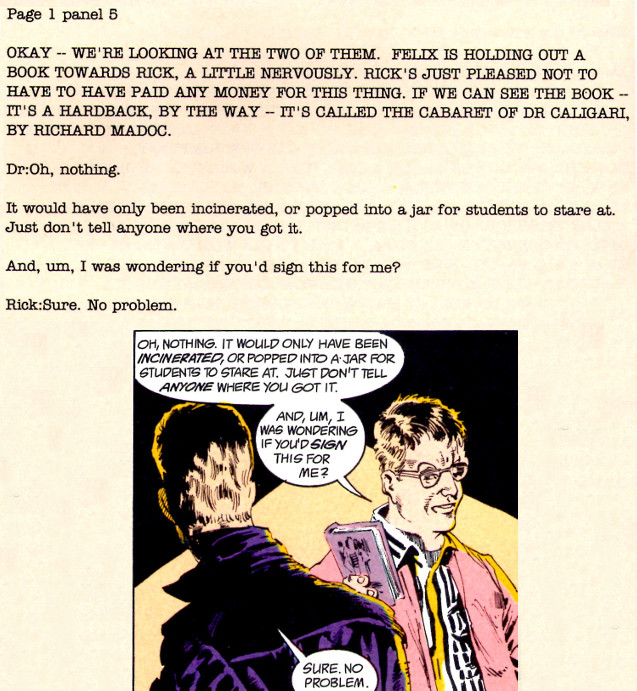 Page 1 panel 5
OKAY -- WE'RE LOOKING AT THE TWO OF THEM.  FELIX IS HOLDING OUT A
BOOK TOWARDS RICK, A LITTLE NERVOUSLY. RICK'S JUST PLEASED NOT TO
HAVE TO HAVE PAID ANY MONEY FOR THIS THING. IF WE CAN SEE THE BOOK --
IT'S A HARDBACK, BY THE WAY -- IT'S CALLED THE CABARET OF DR CALIGARI,
BY RICHARD MADOC.
Dr:Oh, nothing.
It would have only been incinerated, or popped into a jar for students to stare at.
Just don't tell anyone where you got it.
And, um, I was wondering if you'd sign this for me?
Rick:Sure. No problem.
OH, NOTHING. IT WOULD ONLY HAVE BEEN
INCINERATED, OR POPPED INTO A JAR FOR
STUDENTS TO STARE AT. JUST DON'T TELL
ANYONE WHERE YOU GOT IT.
AND, UM, I
WAS WONDERING
IF YOU'D SIGN
THIS FOR
ME?
SURE. NO
PROBLEM.